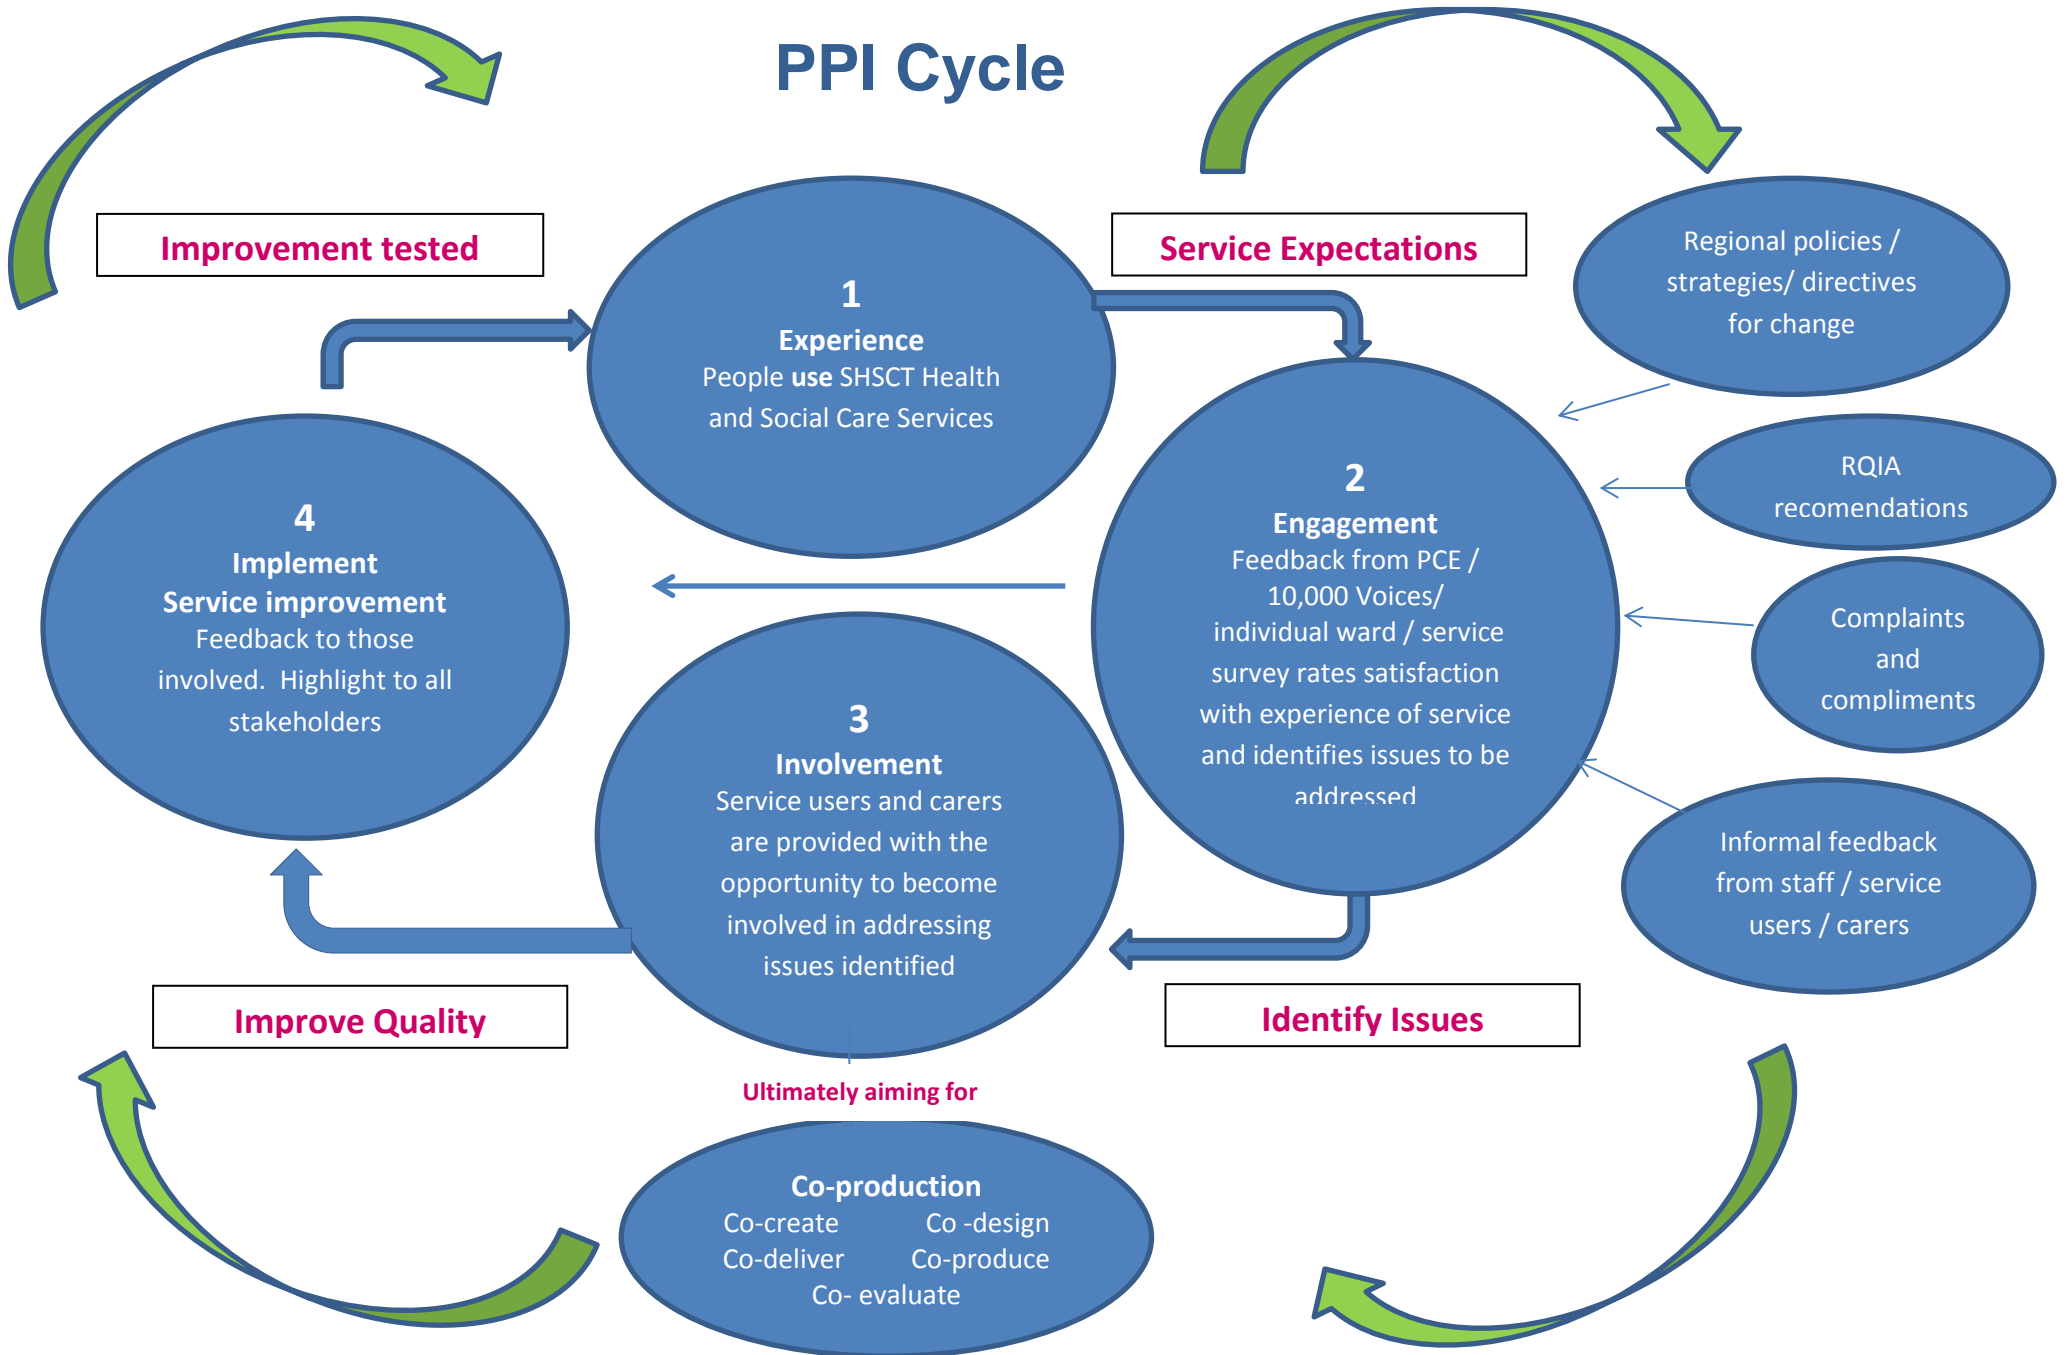 PPI Cycle
Improvement tested
Service Expectations
1
Experience
People use SHSCT Health
and Social Care Services
Regional policies /
strategies/ directives
for change
RQIA
recomendations
Complaints
and
compliments
Informal feedback
from staff / service
users / carers
2
Engagement
Feedback from PCE /
10,000 Voices/
individual ward / service
survey rates satisfaction
with experience of service
and identifies issues to be
addressed
4
Implement
Service improvement
Feedback to those
involved. Highlight to all
stakeholders
3
Involvement
Service users and carers
are provided with the
opportunity to become
involved in addressing
issues identified
Improve Quality
Identify Issues
Ultimately aiming for
Co-production
Co-create Co -design
Co-deliver Co-produce
Co- evaluate